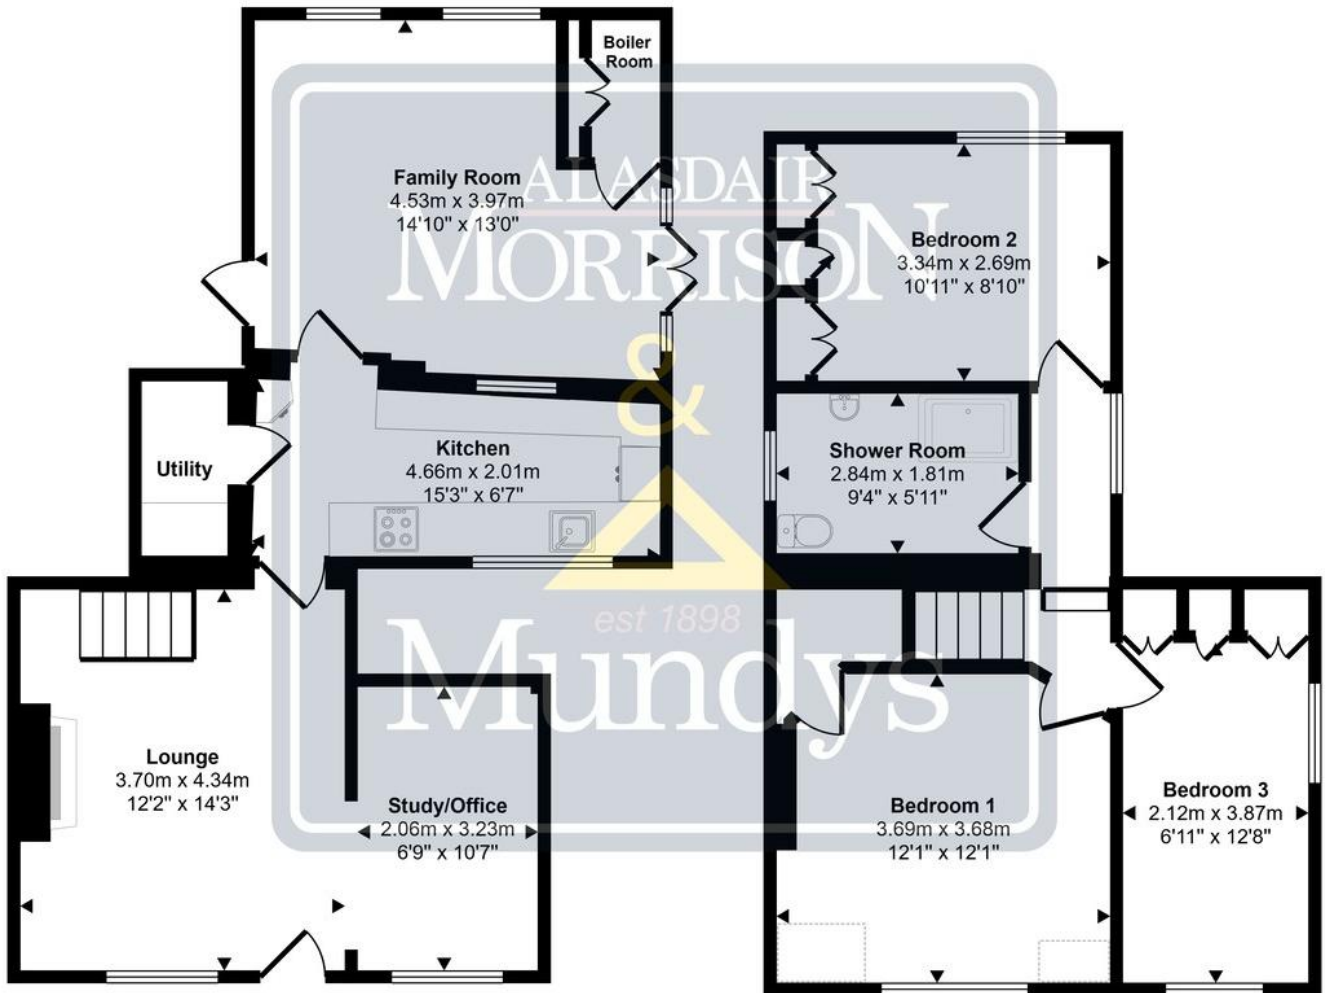 Boiler
Room
Family Room
4.53m x 3.97m
14'10" x 13'0"
ALASDAIR
MORRISON
&
est 1898
Mundys
Bedroom 2
3.34m x 2.69m
10'11" x 8'10"
Utility
Kitchen
4.66m x 2.01m
15'3" x 6'7"
Shower Room
2.84m x 1.81m
9'4" x 5'11"
Lounge
3.70m x 4.34m
12'2" x 14'3"
Study/Office
2.06m x 3.23m
6'9" x 10'7"
Bedroom 1
3.69m x 3.68m
12'1" x 12'1"
Bedroom 3
2.12m x 3.87m
6'11" x 12'8"